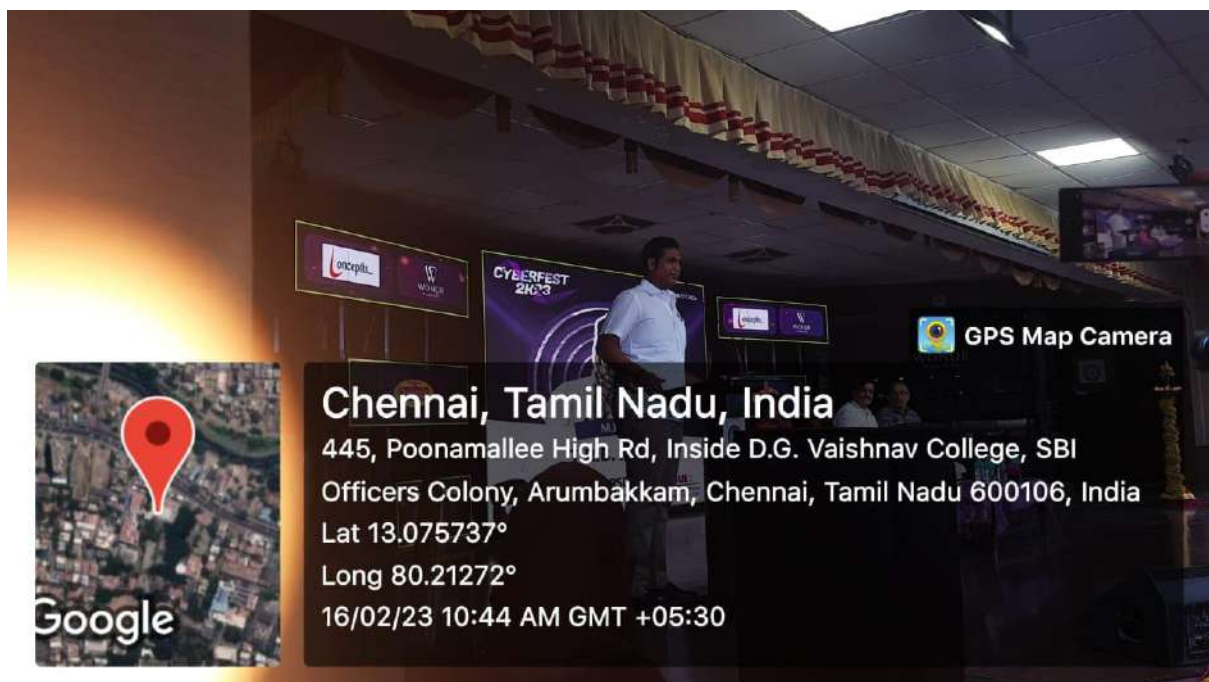 CYBERFEST
2K23
GPS Map Camera
Chennai, Tamil Nadu, India
445, Poonamallee High Rd, Inside D.G. Vaishnav College, SBI
Officers Colony, Arumbakkam, Chennai, Tamil Nadu 600106, India
Lat 13.075737°
Long 80.21272°
16/02/23 10:44 AM GMT +05:30
Google